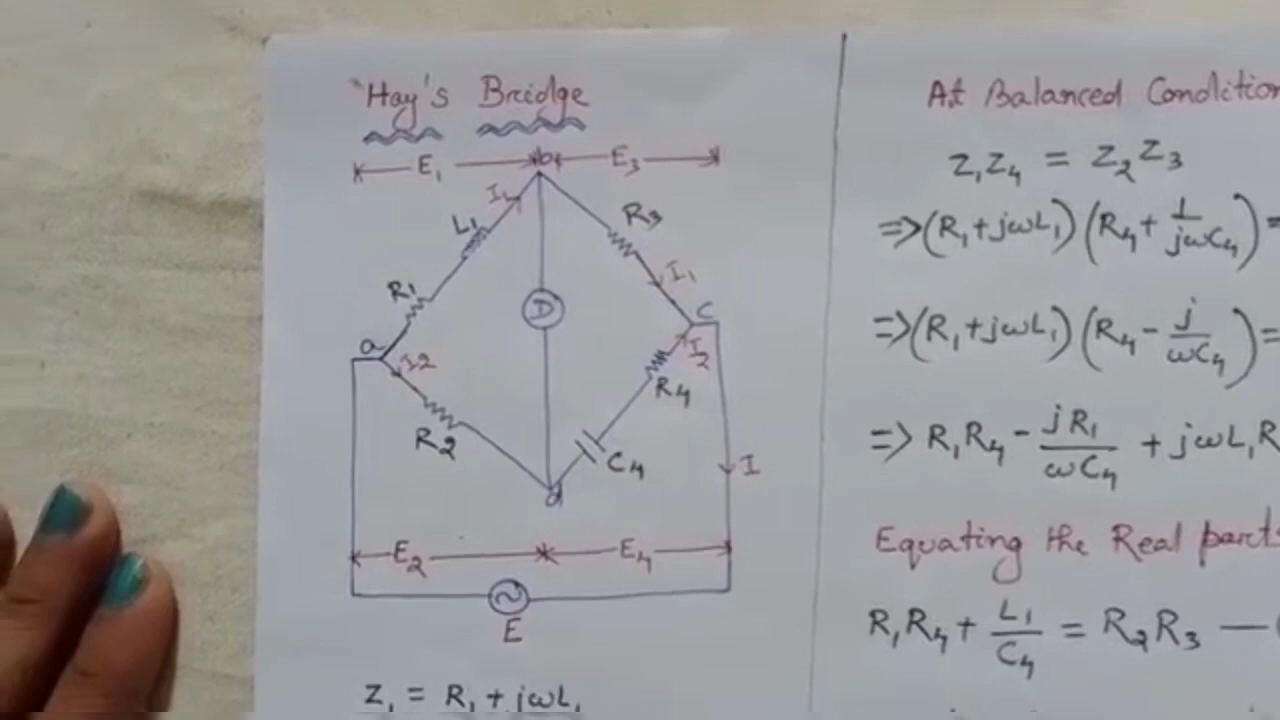 Hay's Bridge
E₁ b E₃
I₁
L₁
R₃
I₁
R₁
D
C
a
I2
I₂
R₄
R₂
C₄
d
I
E₂ E₄
E
Z₁ = R₁ + jωL₁
At Balanced Condition
Z₁Z₄ = Z₂Z₃
=> (R₁ + jωL₁) (R₄ + 1/jωC₄) =
=> (R₁ + jωL₁) (R₄ - j/ωC₄) =
=> R₁R₄ - jR₁/ωC₄ + jωL₁R
Equating the Real parts
R₁R₄ + L₁/C₄ = R₂R₃ —